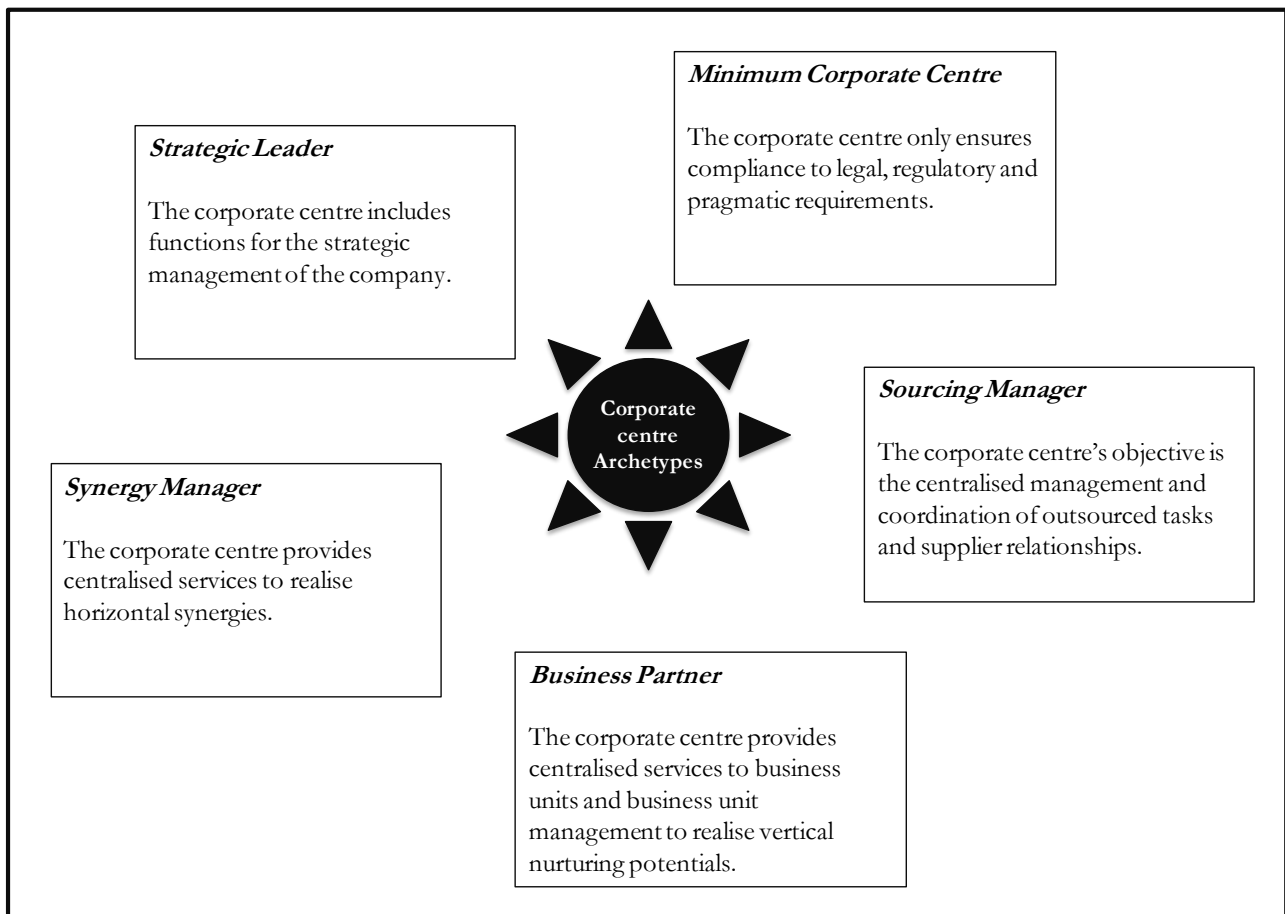 Minimum Corporate Centre
The corporate centre only ensures
compliance to legal, regulatory and
pragmatic requirements.
Strategic Leader
The corporate centre includes
functions for the strategic
management of the company.
Corporate
centre
Archetypes
Sourcing Manager
The corporate centre’s objective is
the centralised management and
coordination of outsourced tasks
and supplier relationships.
Synergy Manager
The corporate centre provides
centralised services to realise
horizontal synergies.
Business Partner
The corporate centre provides
centralised services to business
units and business unit
management to realise vertical
nurturing potentials.